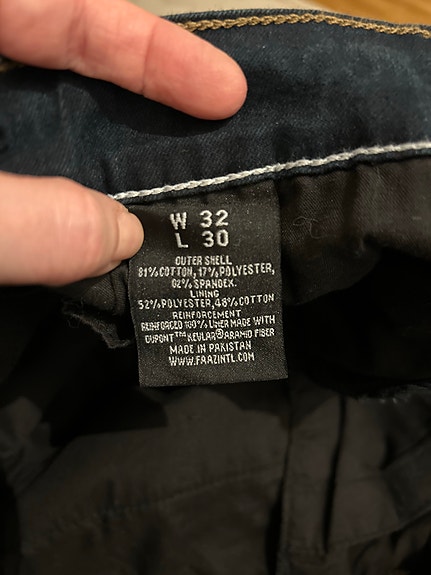 W 32
L 30
OUTER SHELL
81%COTTON, 17%POLYESTER,
02% SPANDEX.
LINING
52%POLYESTER,48%COTTON
REINFORCEMENT
REINFORCED 100% LINER MADE WITH
DUPONT™ KEVLAR® ARAMID FIBER
MADE IN PAKISTAN
WWW.FAAZINTL.COM